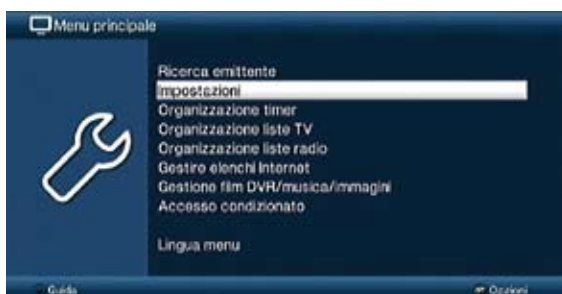 Menu principale
Ricerca emittente
Impostazioni
Organizzazione timer
Organizzazione liste TV
Organizzazione liste radio
Gestire elenchi Internet
Gestione film DVR/musica/immagini
Accesso condizionato
Lingua menu
Guida
Opzioni